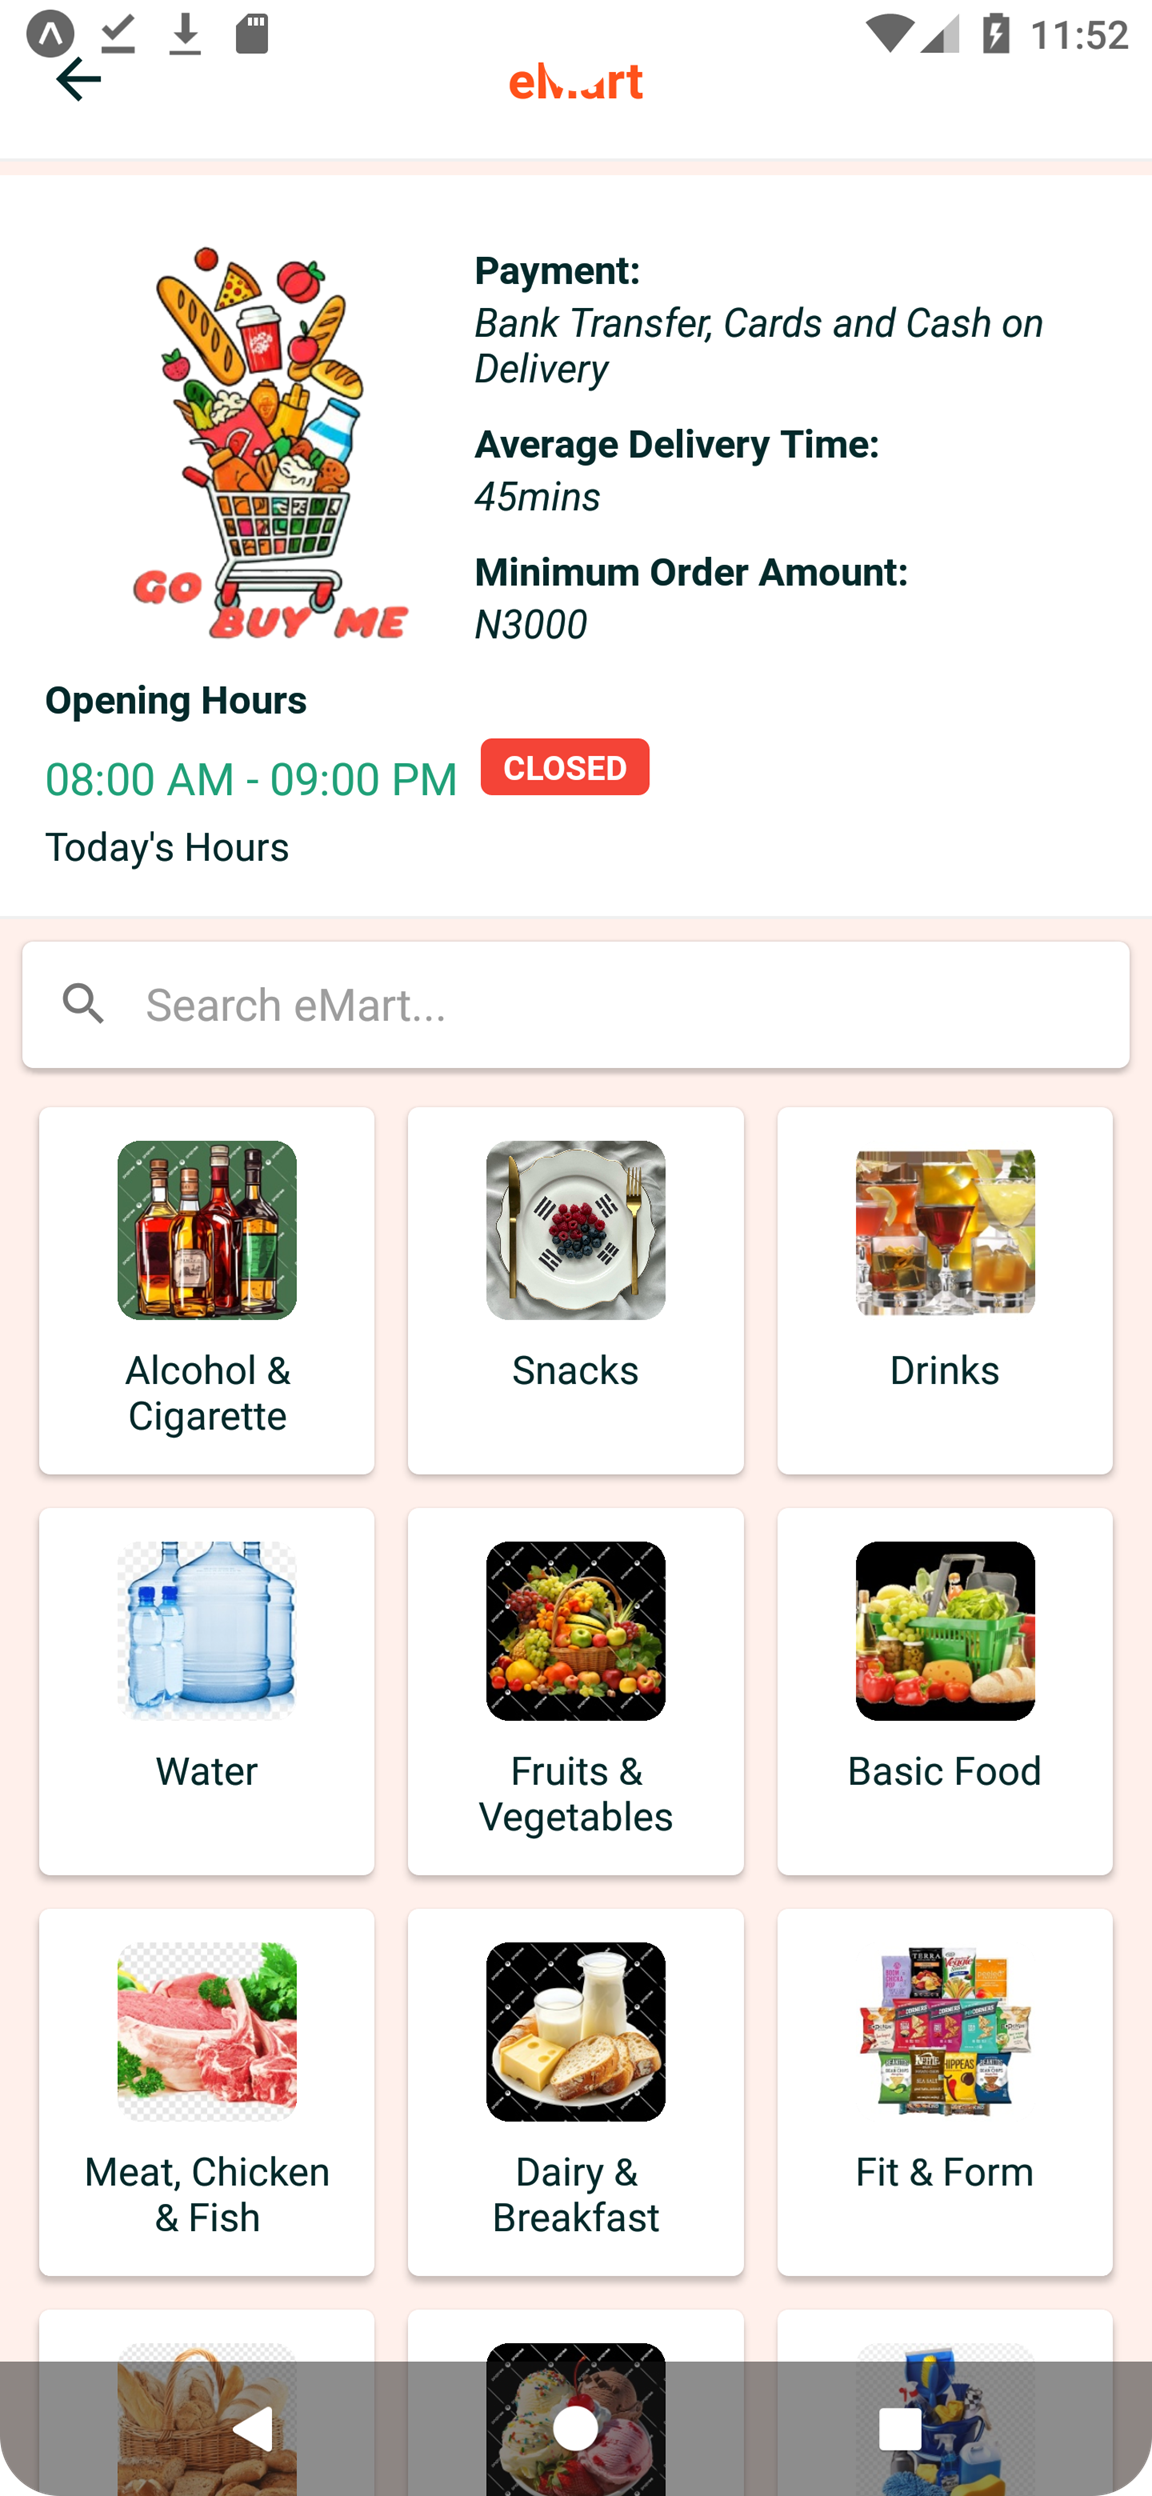 11:52
eMart
Payment:
Bank Transfer, Cards and Cash on
Delivery
Average Delivery Time:
45mins
Minimum Order Amount:
N3000
GO
BUY ME
Opening Hours
08:00 AM - 09:00 PM
CLOSED
Today's Hours
Search eMart...
Alcohol &
Cigarette
Snacks
Drinks
Water
Fruits &
Vegetables
Basic Food
Meat, Chicken
& Fish
Dairy &
Breakfast
TERRA
HIPPEAS
Fit & Form